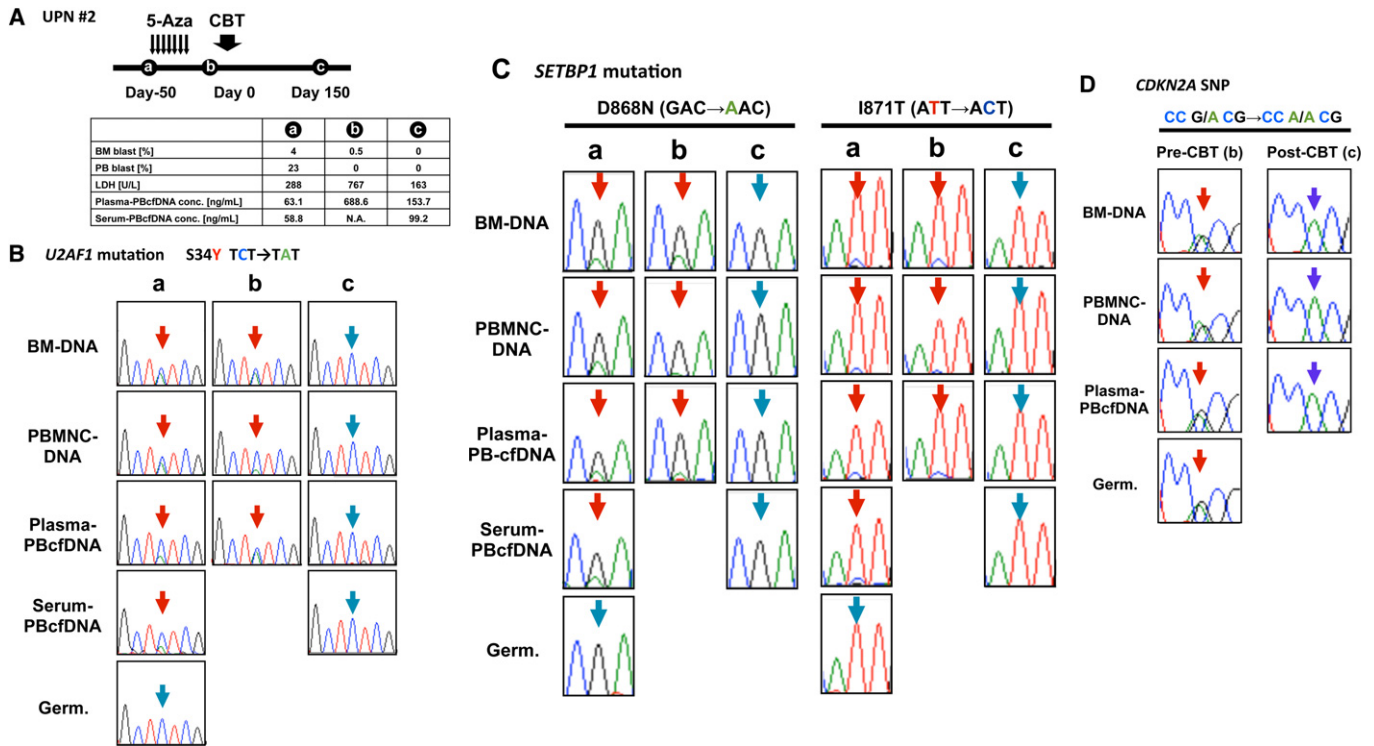 A UPN #2
5-Aza CBT
a b c
Day-50 Day 0 Day 150
a b c
BM blast [%] 4 0.5 0
PB blast [%] 23 0 0
LDH [U/L] 288 767 163
Plasma-PBcfDNA conc. [ng/mL] 63.1 688.6 153.7
Serum-PBcfDNA conc. [ng/mL] 58.8 N.A. 99.2
B U2AF1 mutation S34Y TCT→TAT
a b c
BM-DNA
PBMNC-
DNA
Plasma-
PBcfDNA
Serum-
PBcfDNA
Germ.
C SETBP1 mutation
D868N (GAC→AAC) I871T (ATT→ACT)
a b c a b c
BM-DNA
PBMNC-
DNA
Plasma-
PB-cfDNA
Serum-
PBcfDNA
Germ.
D CDKN2A SNP
CC G/A CG→CC A/A CG
Pre-CBT (b) Post-CBT (c)
BM-DNA
PBMNC-
DNA
Plasma-
PBcfDNA
Germ.